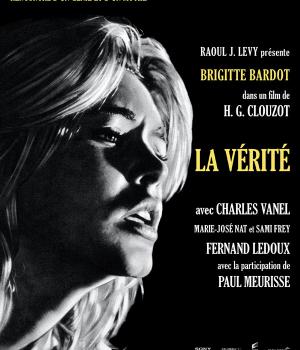 RAOUL J. LEVY présente
BRIGITTE BARDOT
dans un film de
H. G. CLOUZOT
LA VÉRITÉ
avec CHARLES VANEL
MARIE-JOSÉ NAT et SAMI FREY
FERNAND LEDOUX
avec la participation de
PAUL MEURISSE
SONY